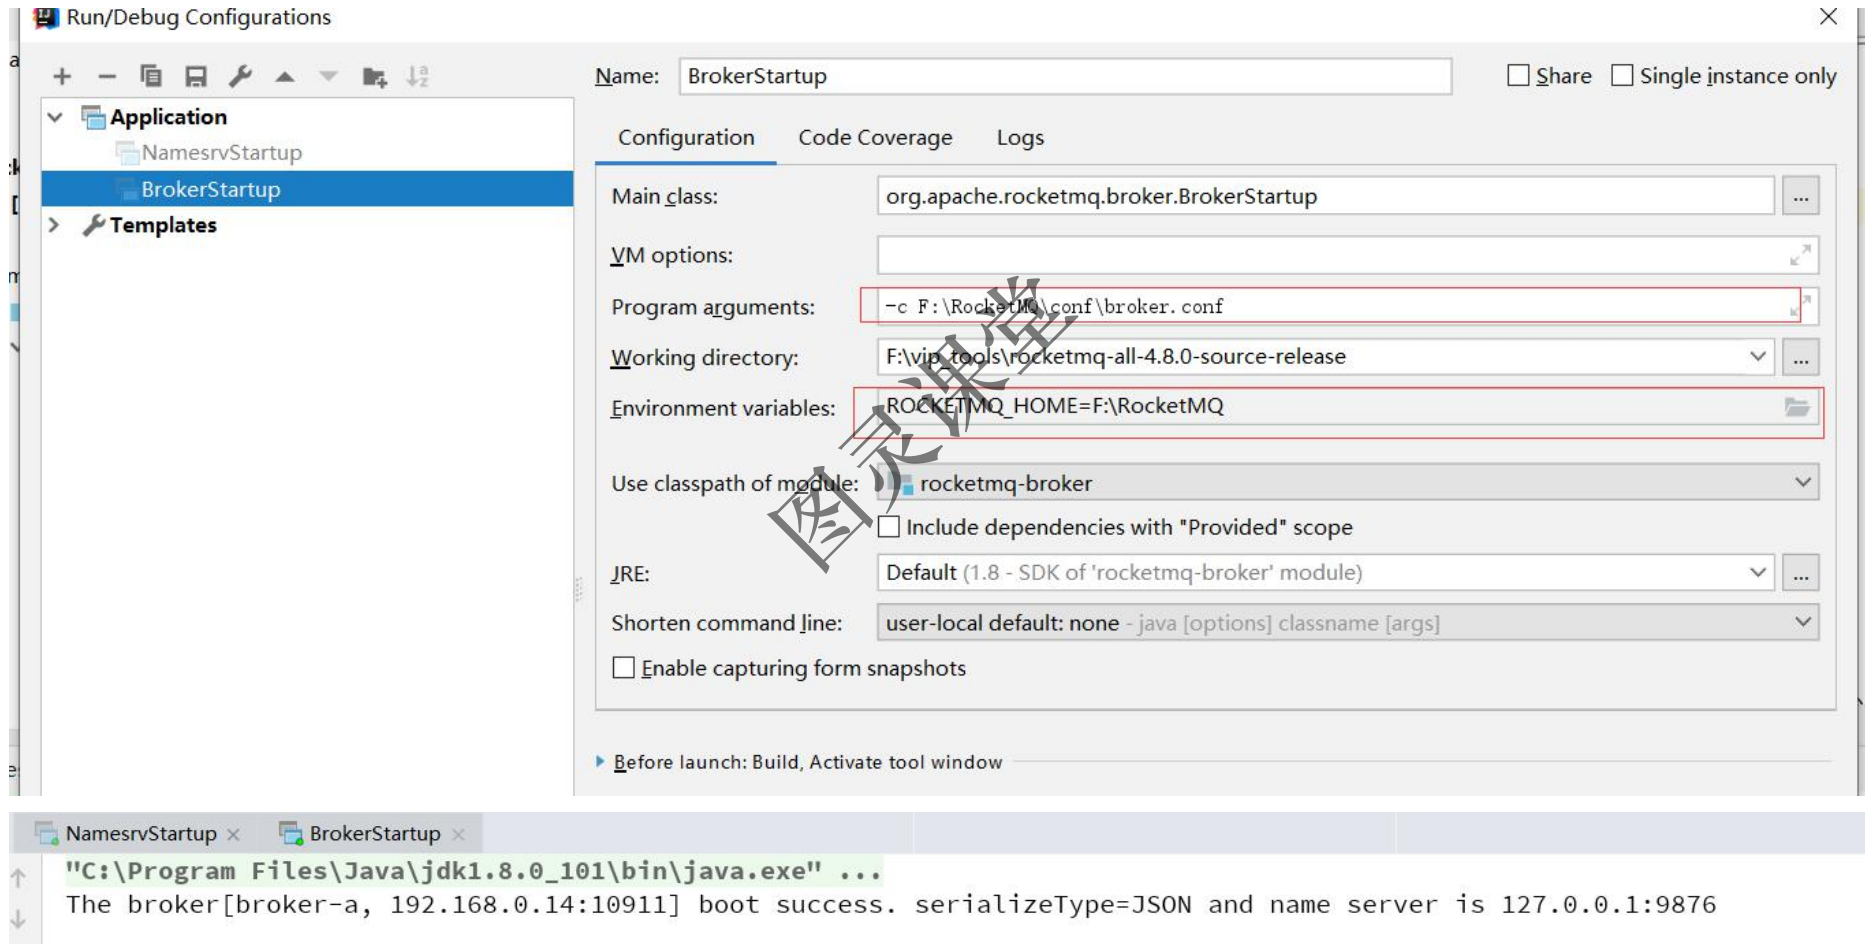 Run/Debug Configurations
Name: BrokerStartup
Share
Single instance only
Application
NamesrvStartup
BrokerStartup
Templates
Configuration Code Coverage Logs
Main class: org.apache.rocketmq.broker.BrokerStartup ...
VM options:
Program arguments: -c F:\RocketMQ\conf\broker.conf
Working directory: F:\vip_tools\rocketmq-all-4.8.0-source-release ...
Environment variables: ROCKETMQ_HOME=F:\RocketMQ
Use classpath of module: rocketmq-broker
Include dependencies with "Provided" scope
JRE: Default (1.8 - SDK of 'rocketmq-broker' module) ...
Shorten command line: user-local default: none - java [options] classname [args]
Enable capturing form snapshots
Before launch: Build, Activate tool window
图灵课堂
NamesrvStartup BrokerStartup
"C:\Program Files\Java\jdk1.8.0_101\bin\java.exe" ...
The broker[broker-a, 192.168.0.14:10911] boot success. serializeType=JSON and name server is 127.0.0.1:9876